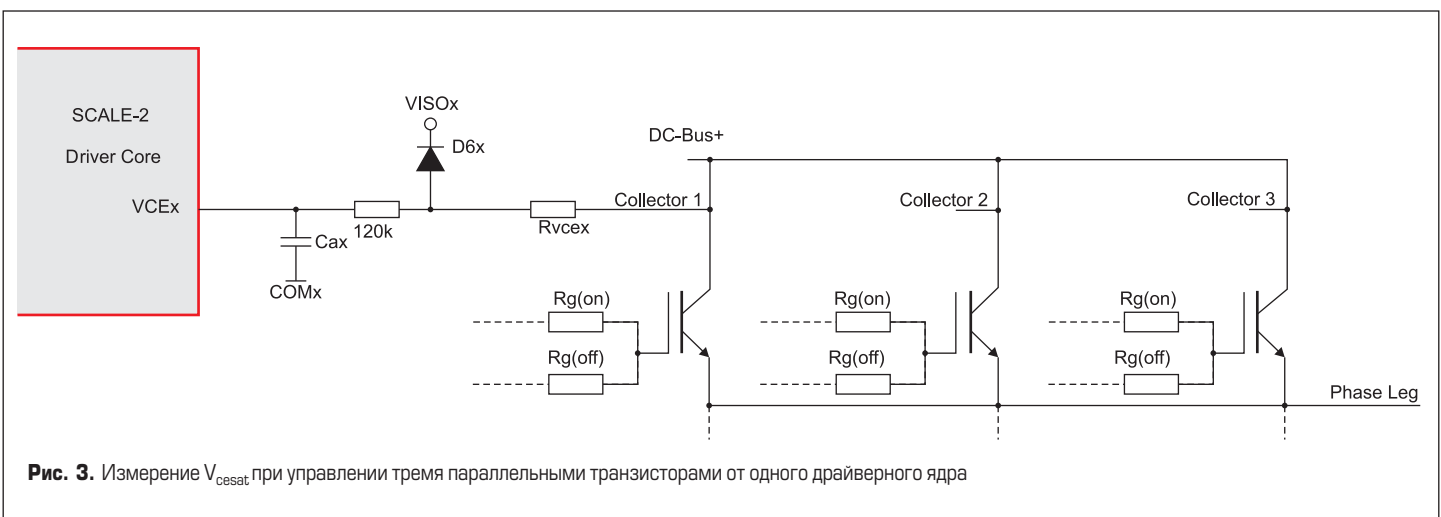 SCALE-2
Driver Core
VCEx
Cax
COMx
120k
VISOx
D6x
Rvcex
DC-Bus+
Collector 1
Collector 2
Collector 3
Rg(on)
Rg(off)
Rg(on)
Rg(off)
Rg(on)
Rg(off)
Phase Leg
Рис. 3. Измерение Vcesat при управлении тремя параллельными транзисторами от одного драйверного ядра